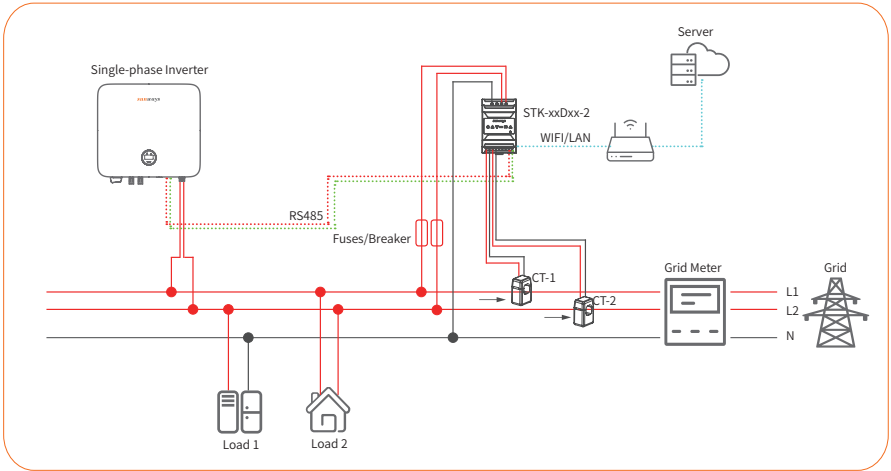 Server
Single-phase Inverter
sunways
STK-xxDxx-2
WIFI/LAN
RS485
Fuses/Breaker
CT-1
CT-2
Grid Meter
Grid
L1
L2
N
Load 1
Load 2